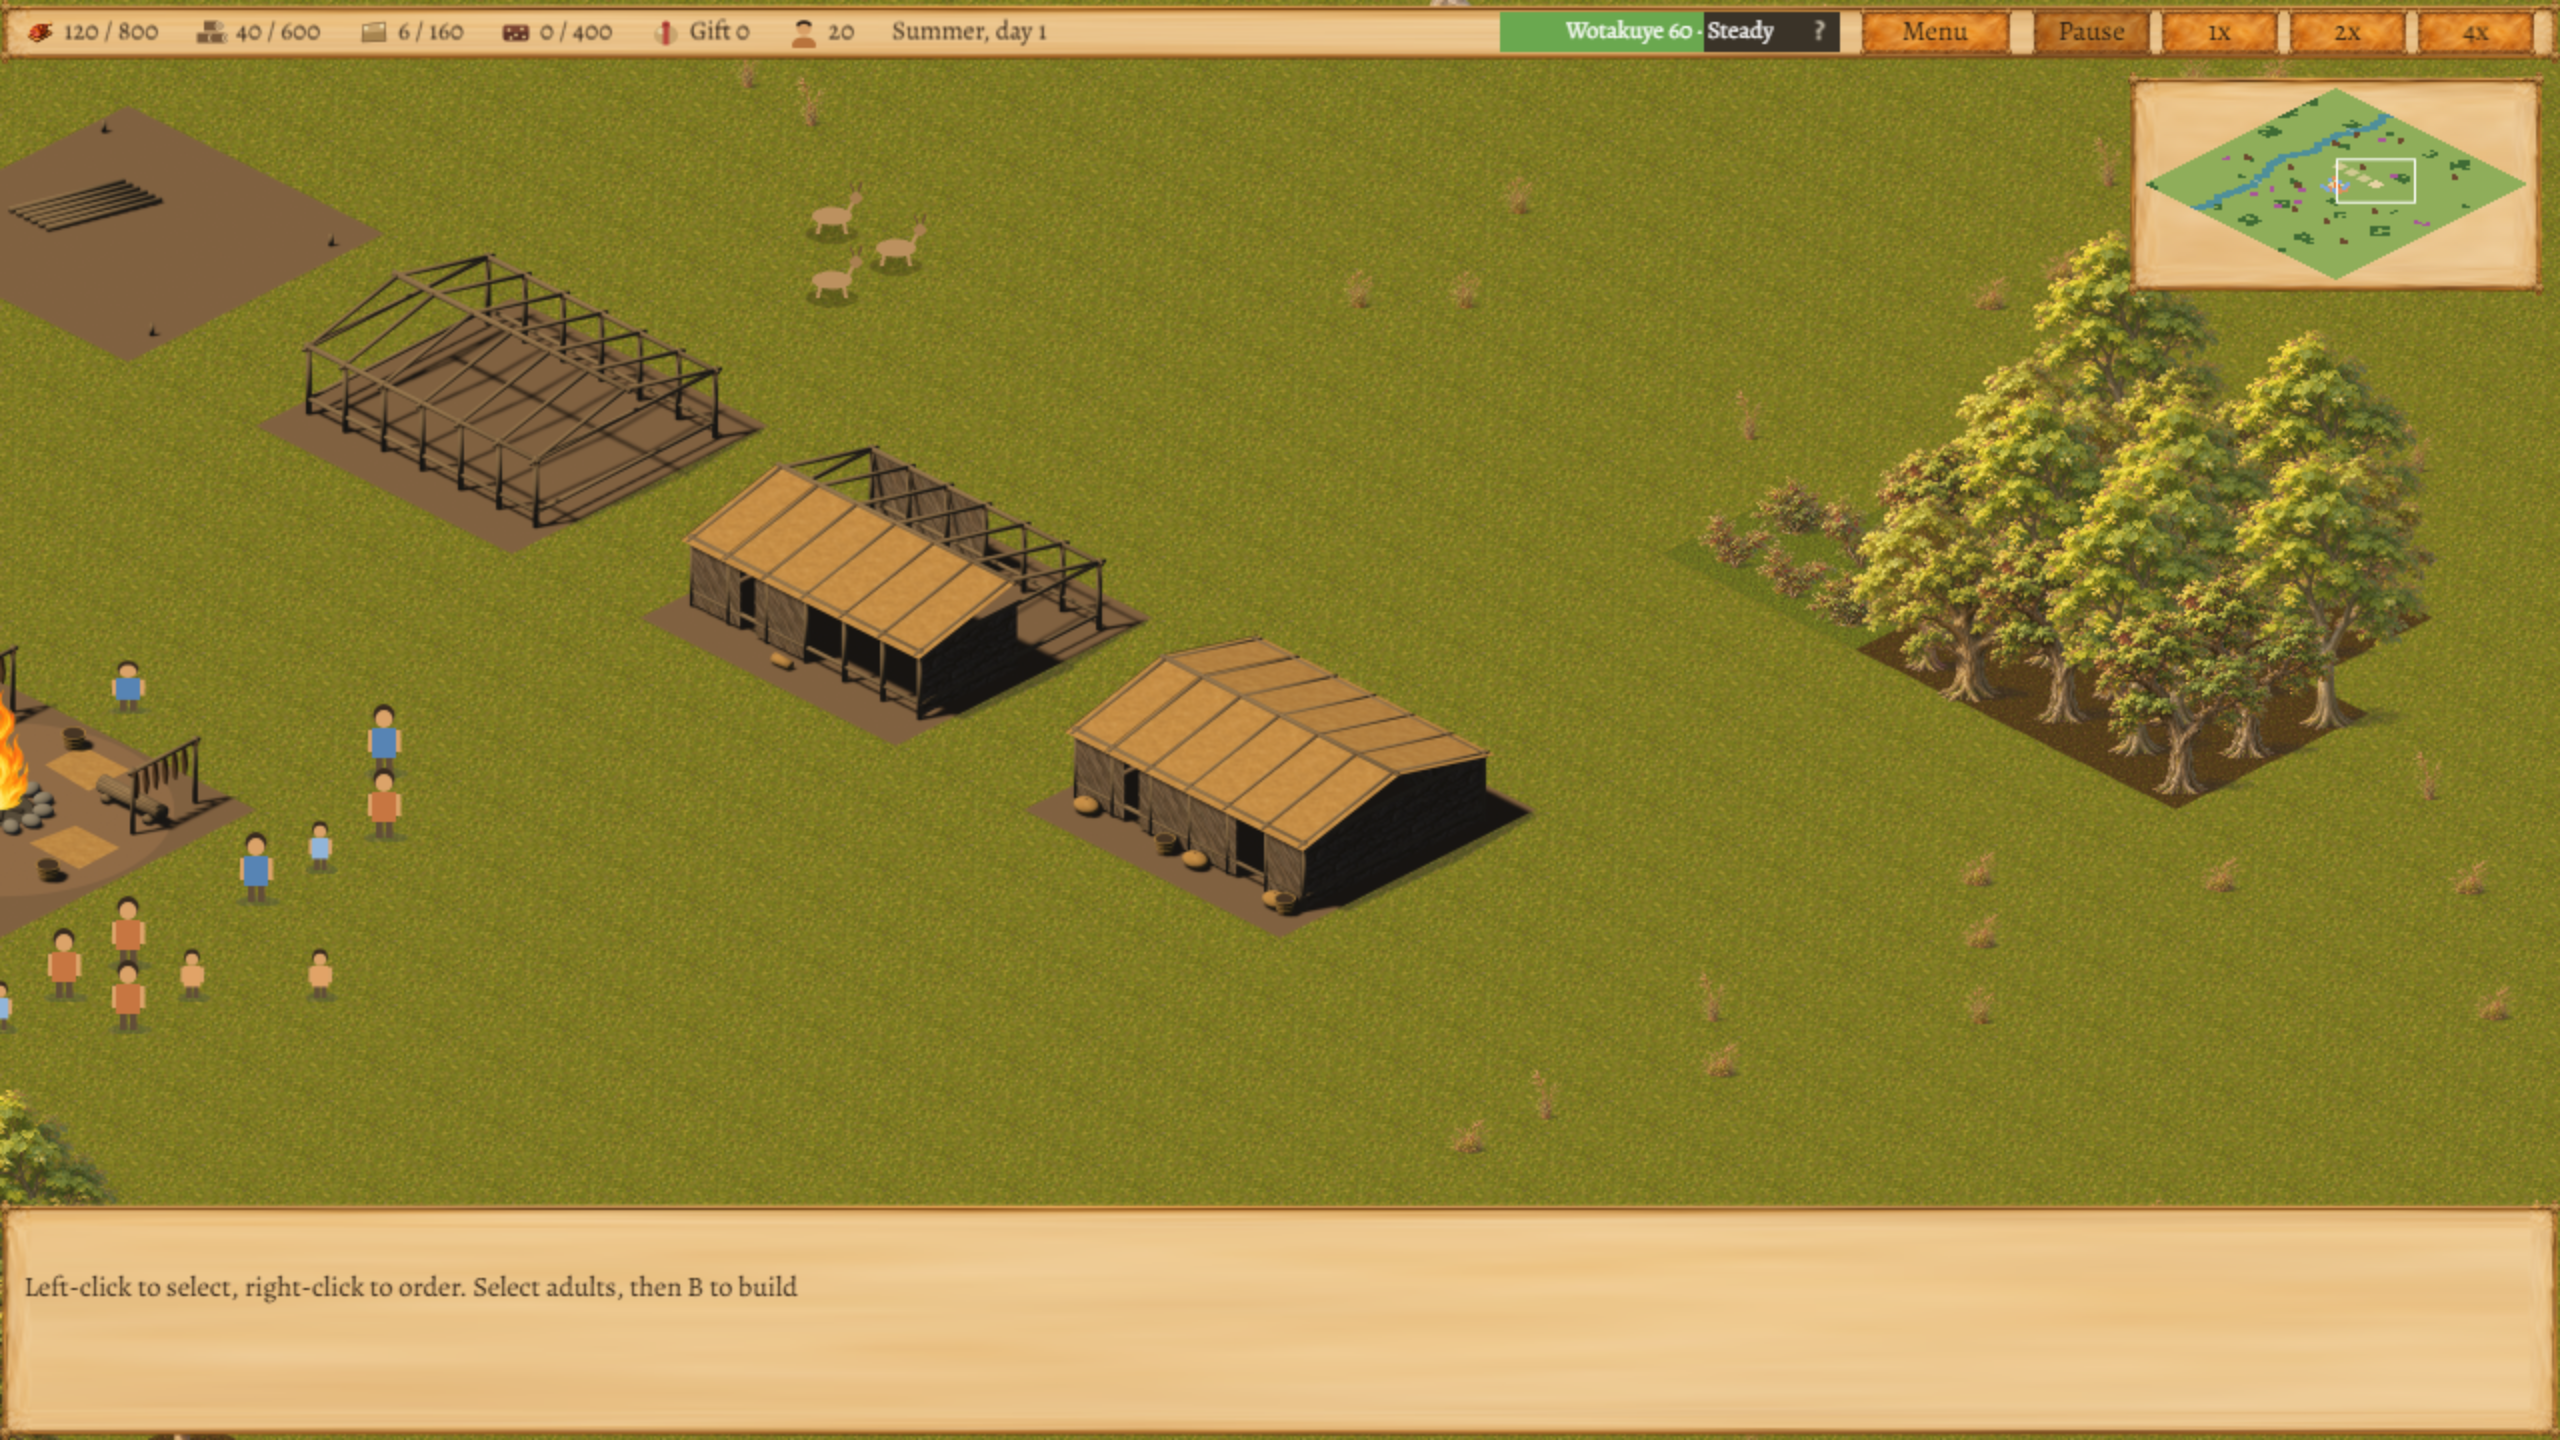 120 / 800 40 / 600 6 / 160 0 / 400 Gift 0 20 Summer, day 1 Wotakuye 60 · Steady ? Menu Pause 1x 2x 4x
Left-click to select, right-click to order. Select adults, then B to build